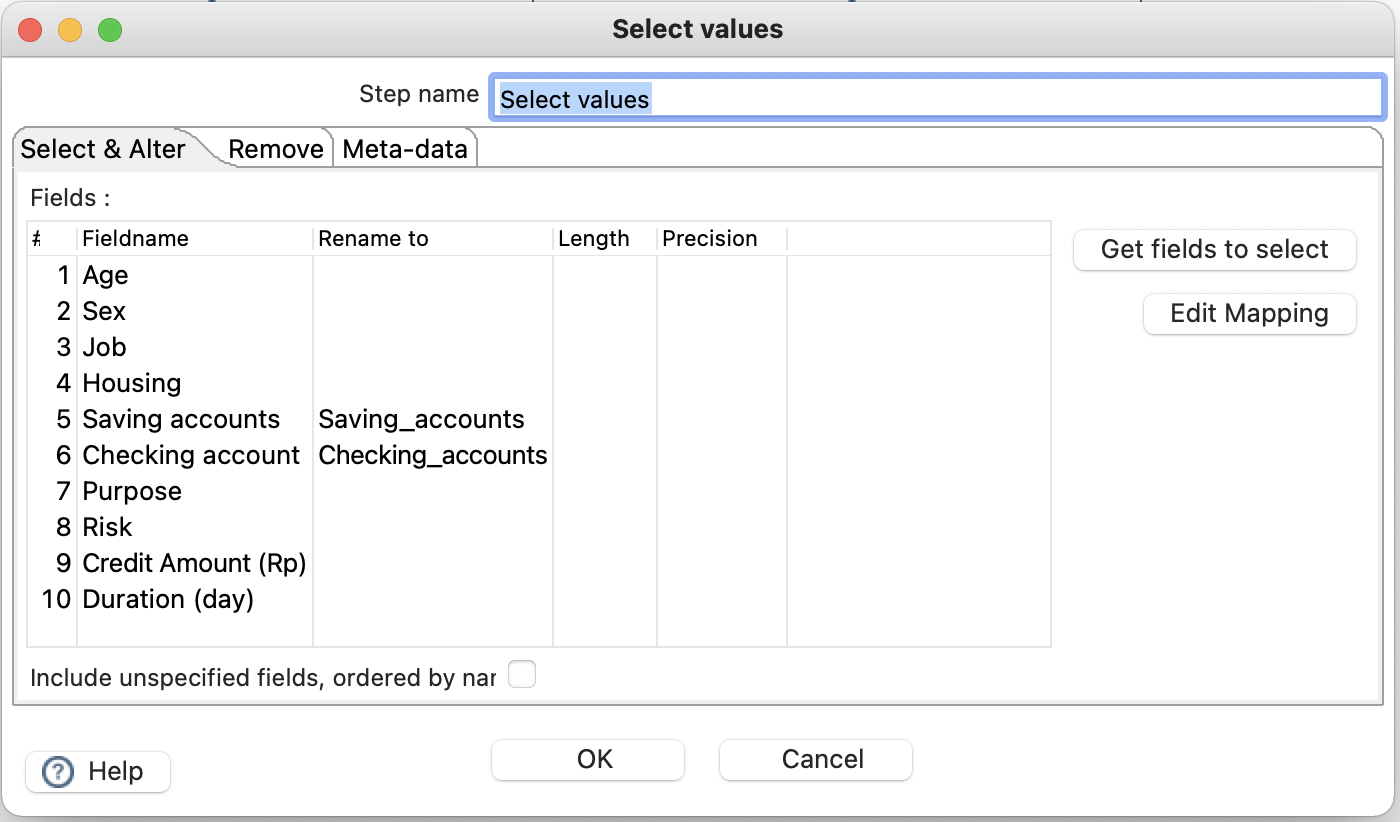 Select values
Step name Select values
Select & Alter Remove Meta-data
Fields :
# Fieldname Rename to Length Precision
Get fields to select
Edit Mapping
1 Age
2 Sex
3 Job
4 Housing
5 Saving accounts Saving_accounts
6 Checking account Checking_accounts
7 Purpose
8 Risk
9 Credit Amount (Rp)
10 Duration (day)
Include unspecified fields, ordered by nar
? Help OK Cancel